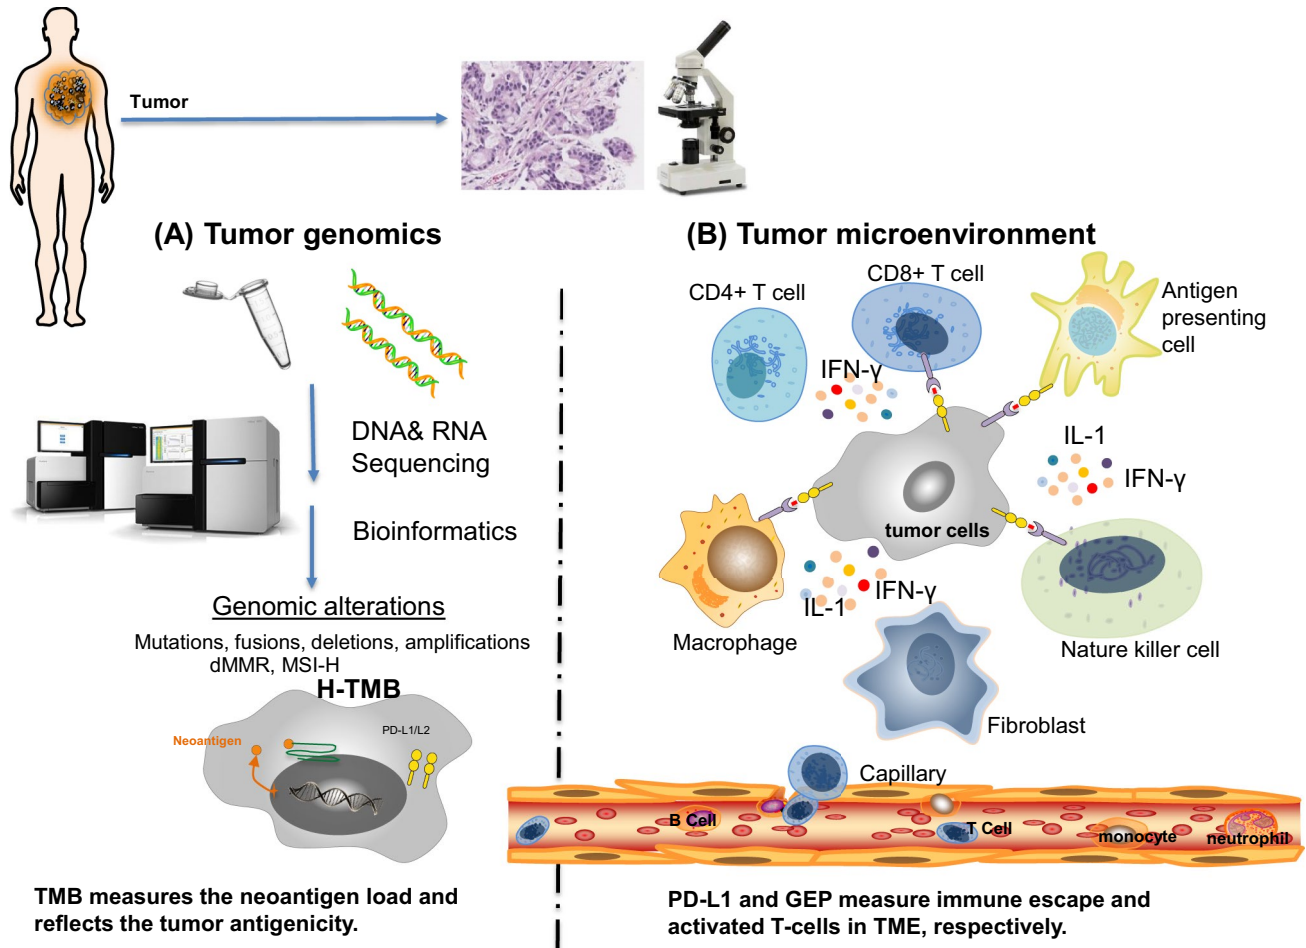 Tumor
(A) Tumor genomics
DNA& RNA
Sequencing
Bioinformatics
Genomic alterations
Mutations, fusions, deletions, amplifications
dMMR, MSI-H
H-TMB
Neoantigen
PD-L1/L2
TMB measures the neoantigen load and
reflects the tumor antigenicity.
(B) Tumor microenvironment
CD4+ T cell
CD8+ T cell
Antigen
presenting
cell
IFN-γ
IL-1
IFN-γ
tumor cells
IL-1
IFN-γ
Macrophage
Nature killer cell
Fibroblast
Capillary
B Cell
T Cell
monocyte
neutrophil
PD-L1 and GEP measure immune escape and
activated T-cells in TME, respectively.